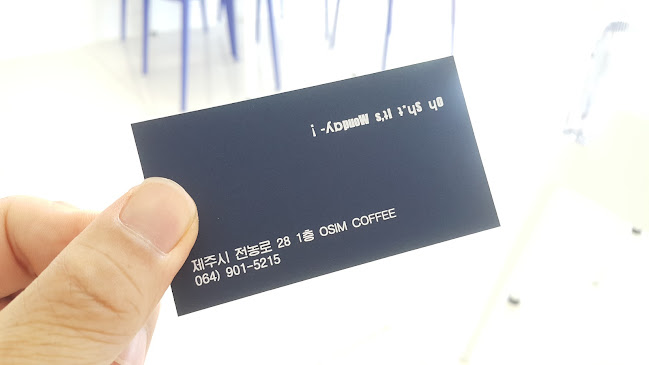 Oh Sh,t It,s Monday- !
제주시 전농로 28 1층 OSIM COFFEE
064) 901-5215